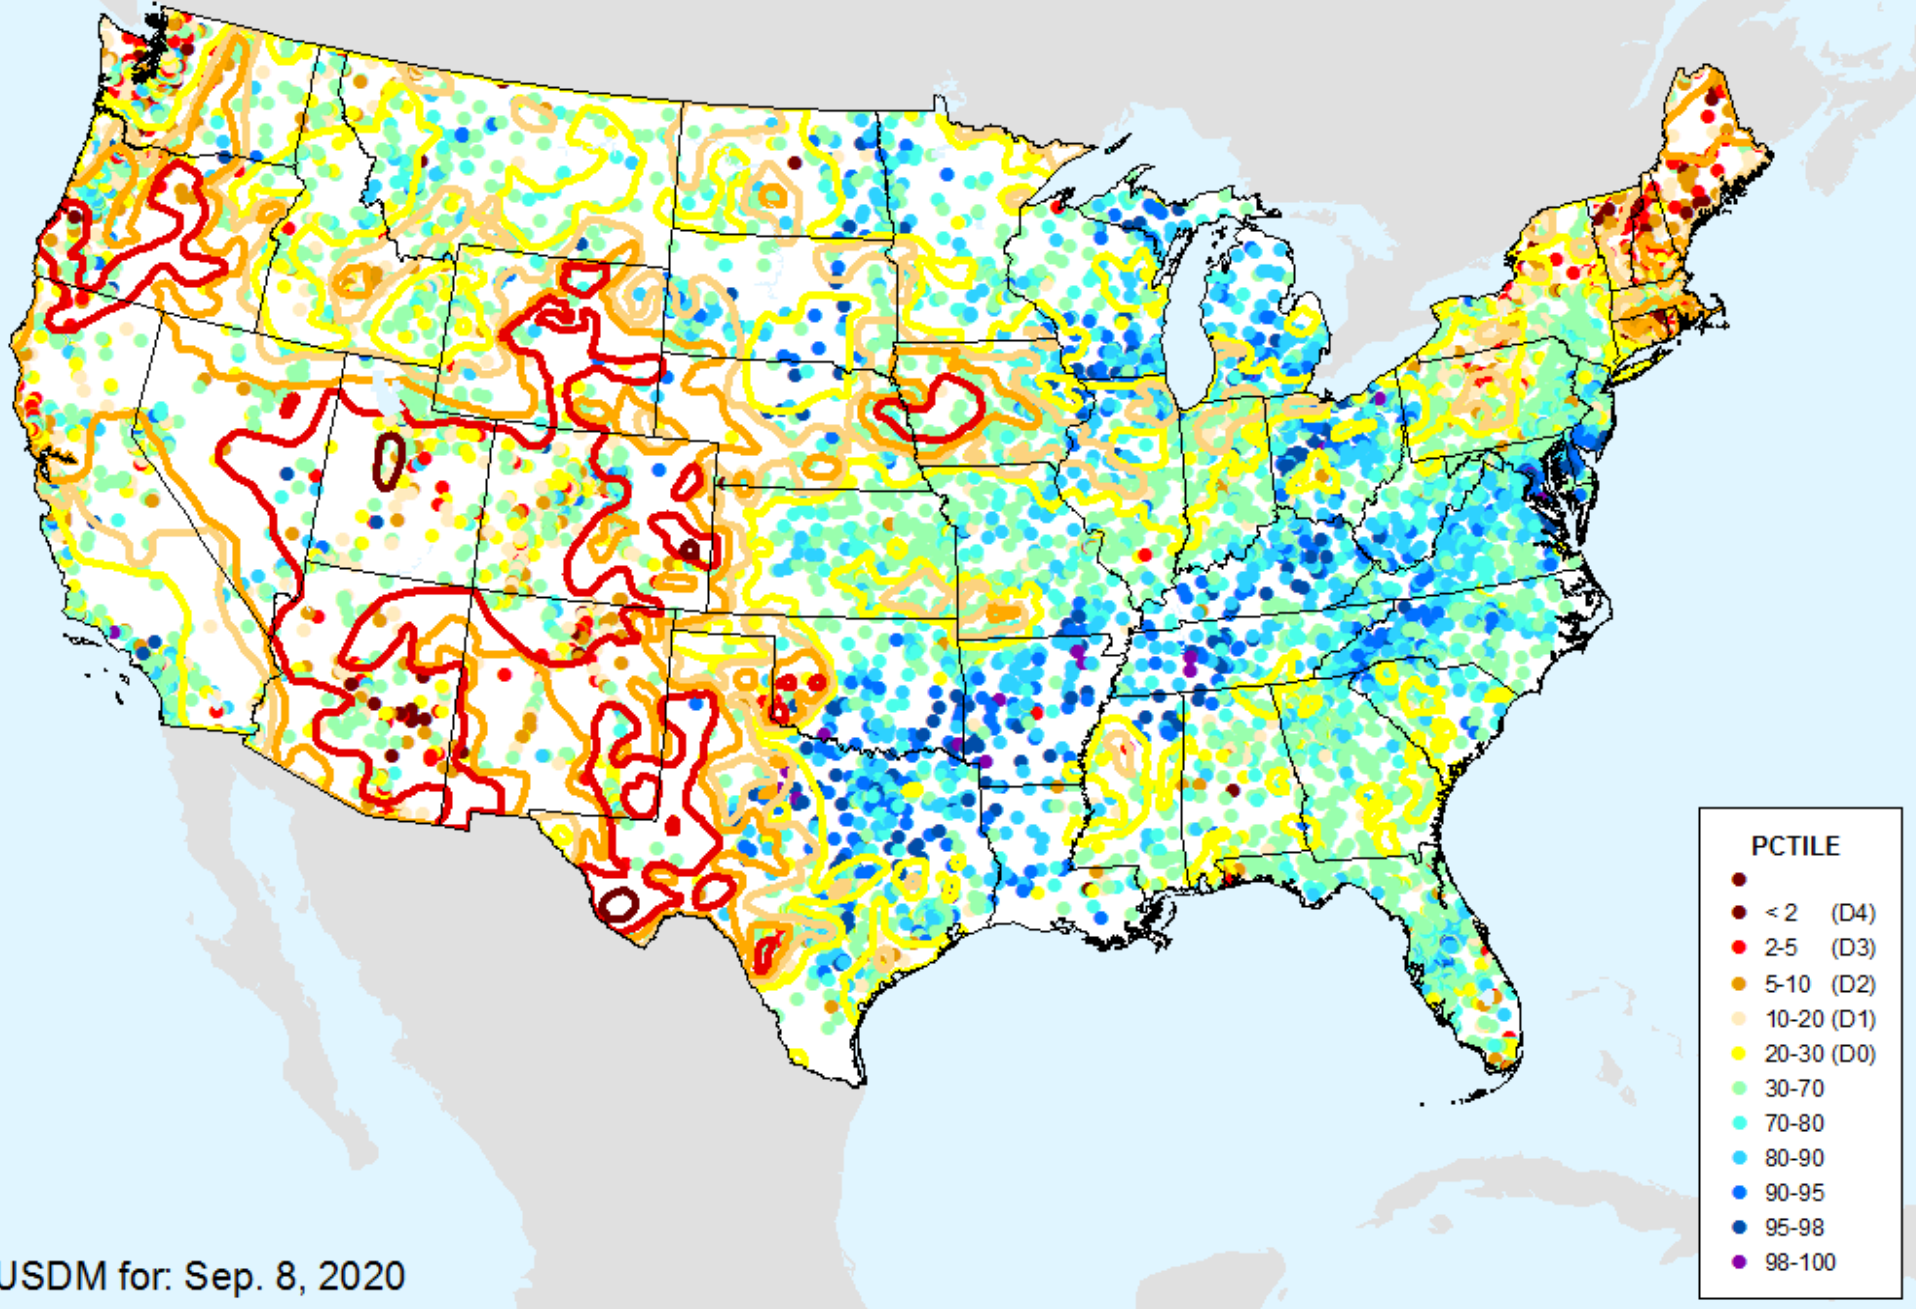 PCTILE
< 2 (D4)
2-5 (D3)
5-10 (D2)
10-20 (D1)
20-30 (D0)
30-70
70-80
80-90
90-95
95-98
98-100
USDM for: Sep. 8, 2020